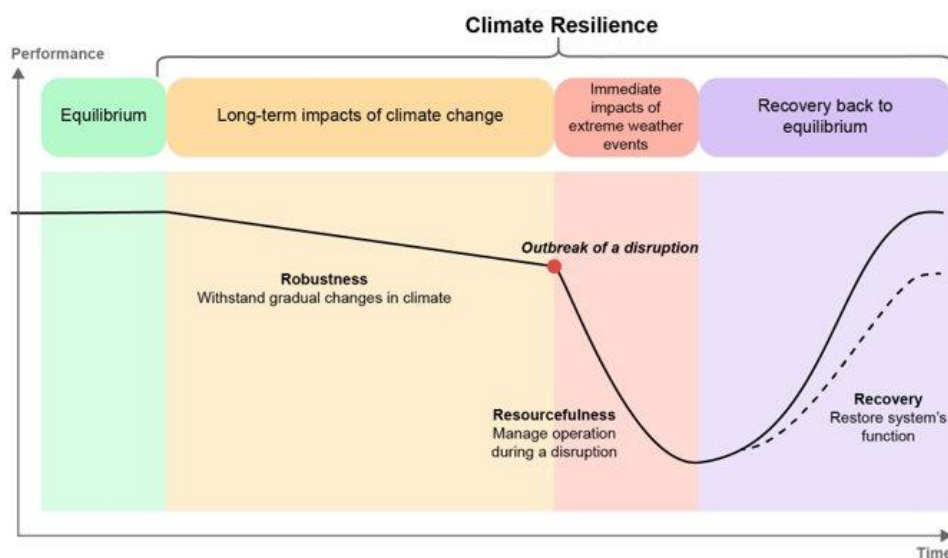 Climate Resilience
Performance
Equilibrium
Long-term impacts of climate change
Immediate
impacts of
extreme weather
events
Recovery back to
equilibrium
Outbreak of a disruption
Robustness
Withstand gradual changes in climate
Resourcefulness
Manage operation
during a disruption
Recovery
Restore system's
function
Time